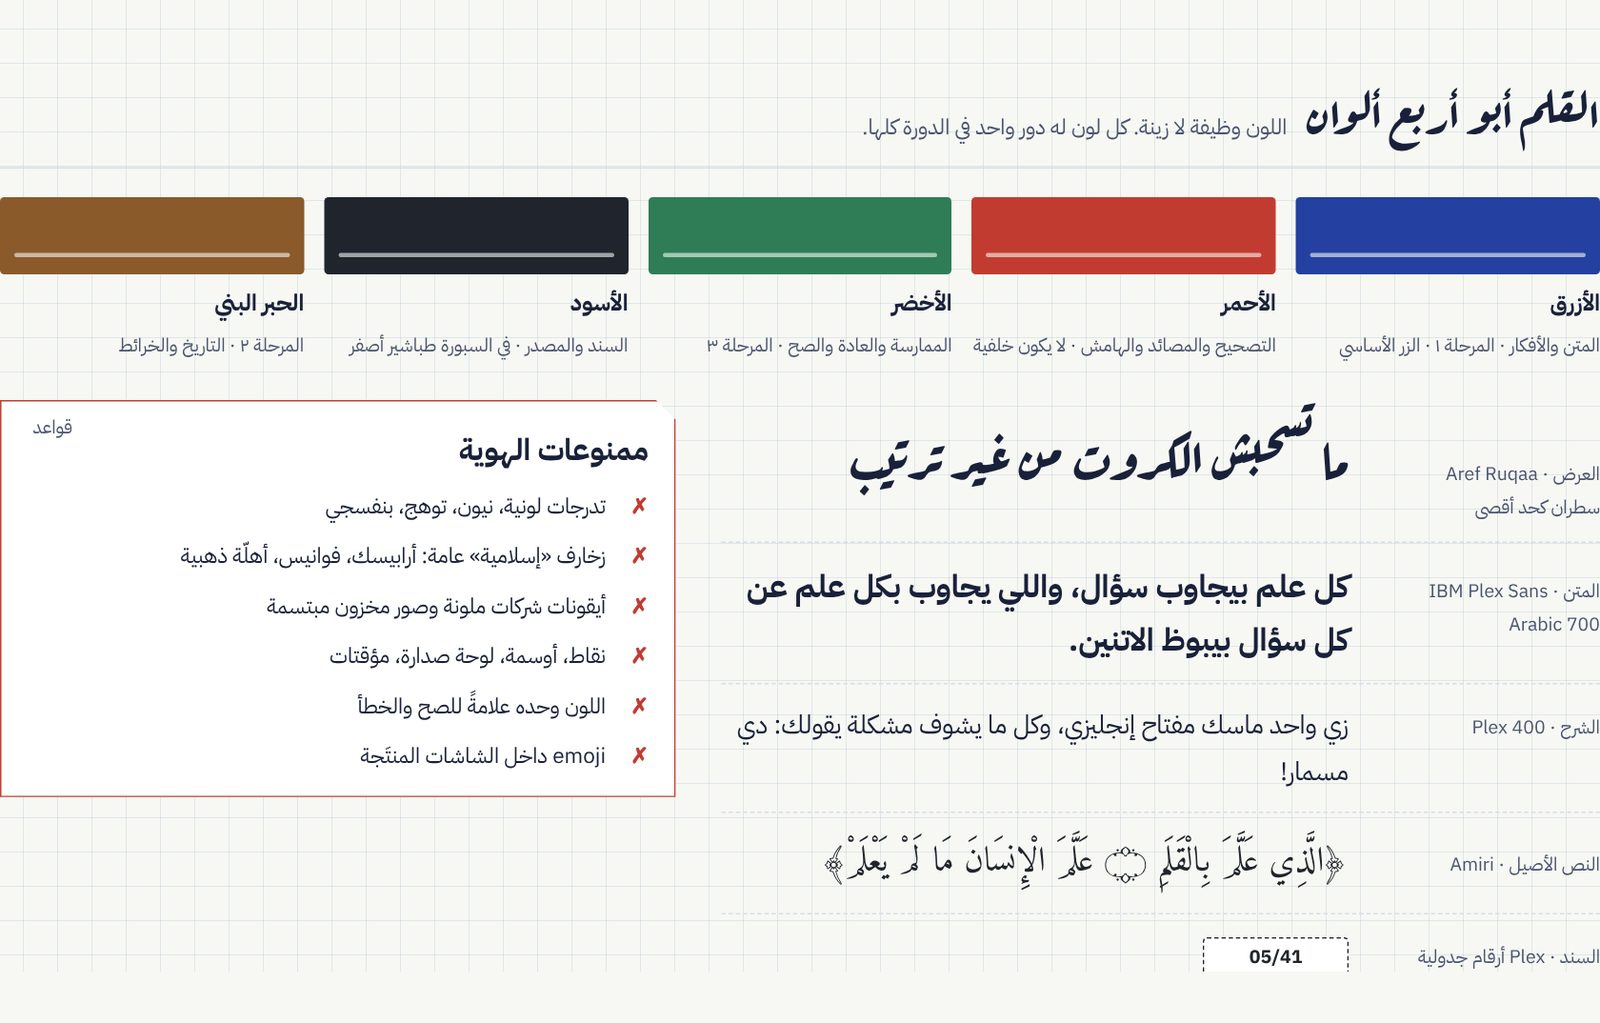 القلم أبو أربع ألوان
اللون وظيفة لا زينة. كل لون له دور واحد في الدورة كلها.
الأزرق
المتن والأفكار · المرحلة ١ · الزر الأساسي
الأحمر
التصحيح والمصائد والهامش · لا يكون خلفية
الأخضر
الممارسة والعادة والصح · المرحلة ٣
الأسود
السند والمصدر · في السبورة طباشير أصفر
الحبر البني
المرحلة ٢ · التاريخ والخرائط
العرض · Aref Ruqaa
سطران كحد أقصى
ما تسحبش الكروت من غير ترتيب
المتن · IBM Plex Sans
Arabic 700
كل علم بيجاوب سؤال، واللي يجاوب بكل علم عن
كل سؤال بيبوظ الاتنين.
الشرح · Plex 400
زي واحد ماسك مفتاح إنجليزي، وكل ما يشوف مشكلة يقولك: دي
مسمار!
النص الأصيل · Amiri
﴿الَّذِي عَلَّمَ بِالْقَلَمِ ۝ عَلَّمَ الْإِنسَانَ مَا لَمْ يَعْلَمْ﴾
السند · Plex أرقام جدولية
05/41
قواعد
ممنوعات الهوية
✗ تدرجات لونية، نيون، توهج، بنفسجي
✗ زخارف «إسلامية» عامة: أرابيسك، فوانيس، أهلّة ذهبية
✗ أيقونات شركات ملونة وصور مخزون مبتسمة
✗ نقاط، أوسمة، لوحة صدارة، مؤقتات
✗ اللون وحده علامةً للصح والخطأ
✗ emoji داخل الشاشات المنتَجة